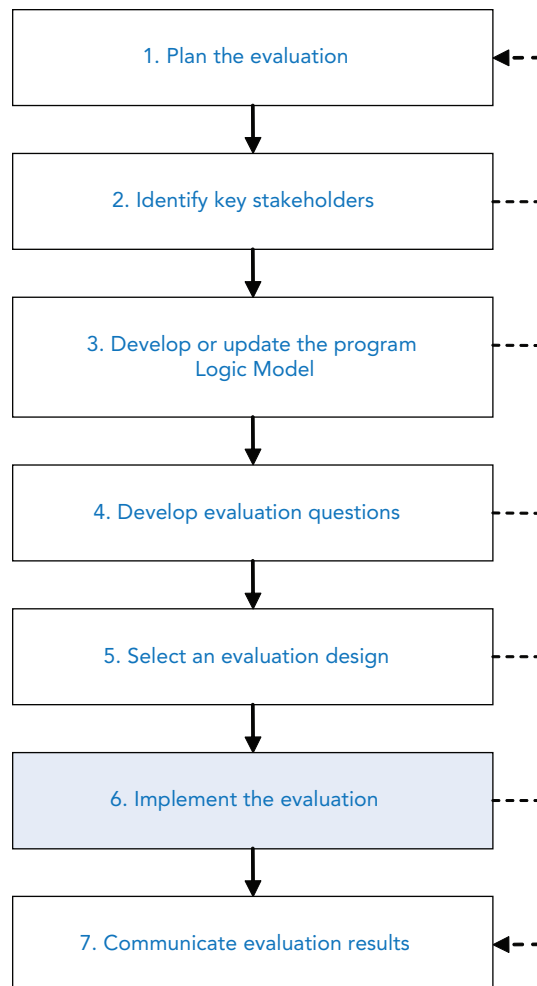 1. Plan the evaluation
2. Identify key stakeholders
3. Develop or update the program
Logic Model
4. Develop evaluation questions
5. Select an evaluation design
6. Implement the evaluation
7. Communicate evaluation results